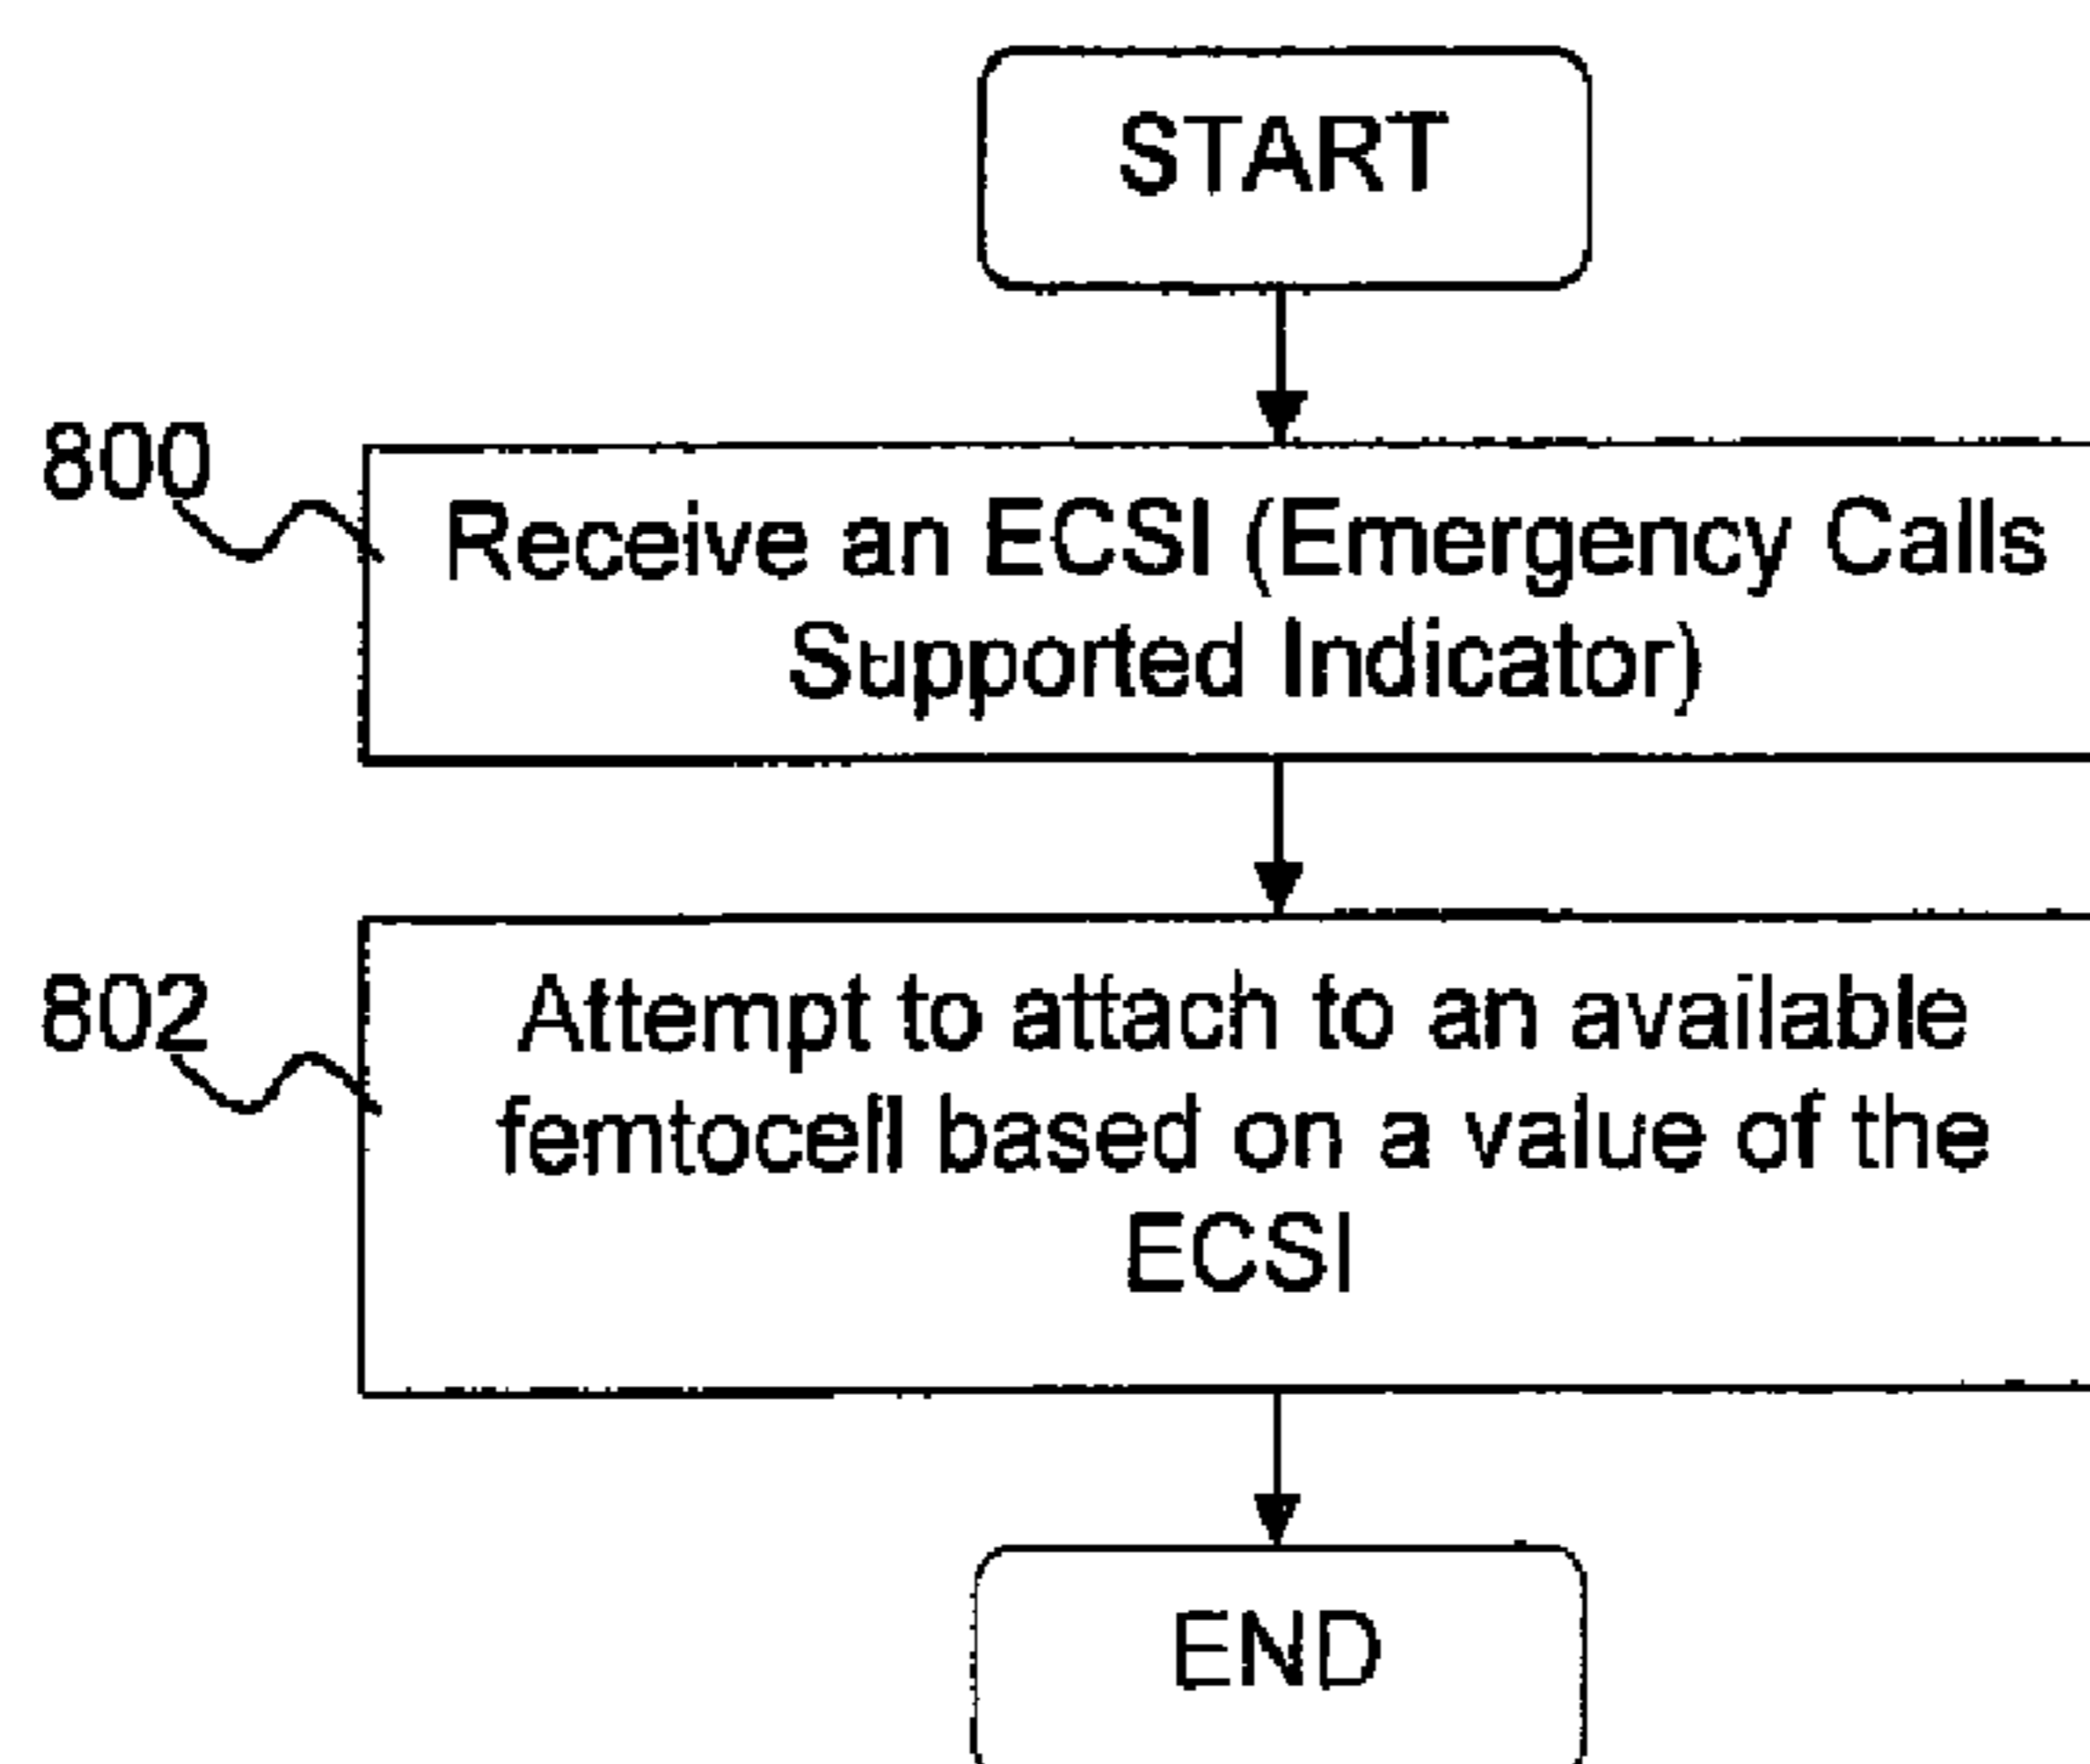 START
800
Receive an ECSI (Emergency Calls
Supported Indicator)
802
Attempt to attach to an available
femtocell based on a value of the
ECSI
END